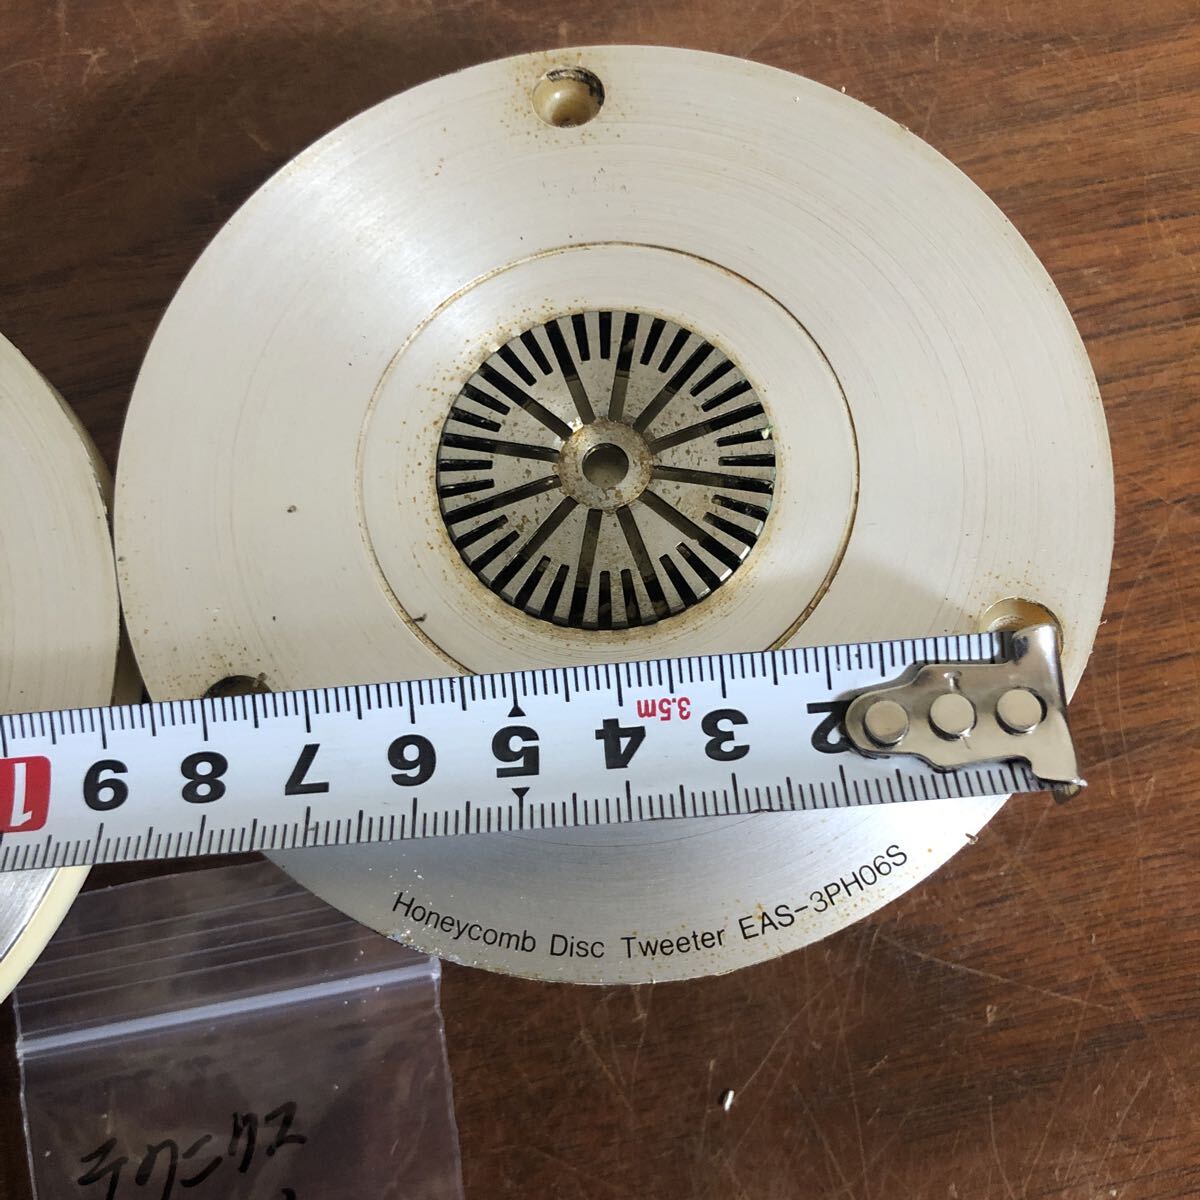 1 9 8 7 6 5 4 3.5m 3 2
Honeycomb Disc Tweeter EAS-3PH06S
テクニクス